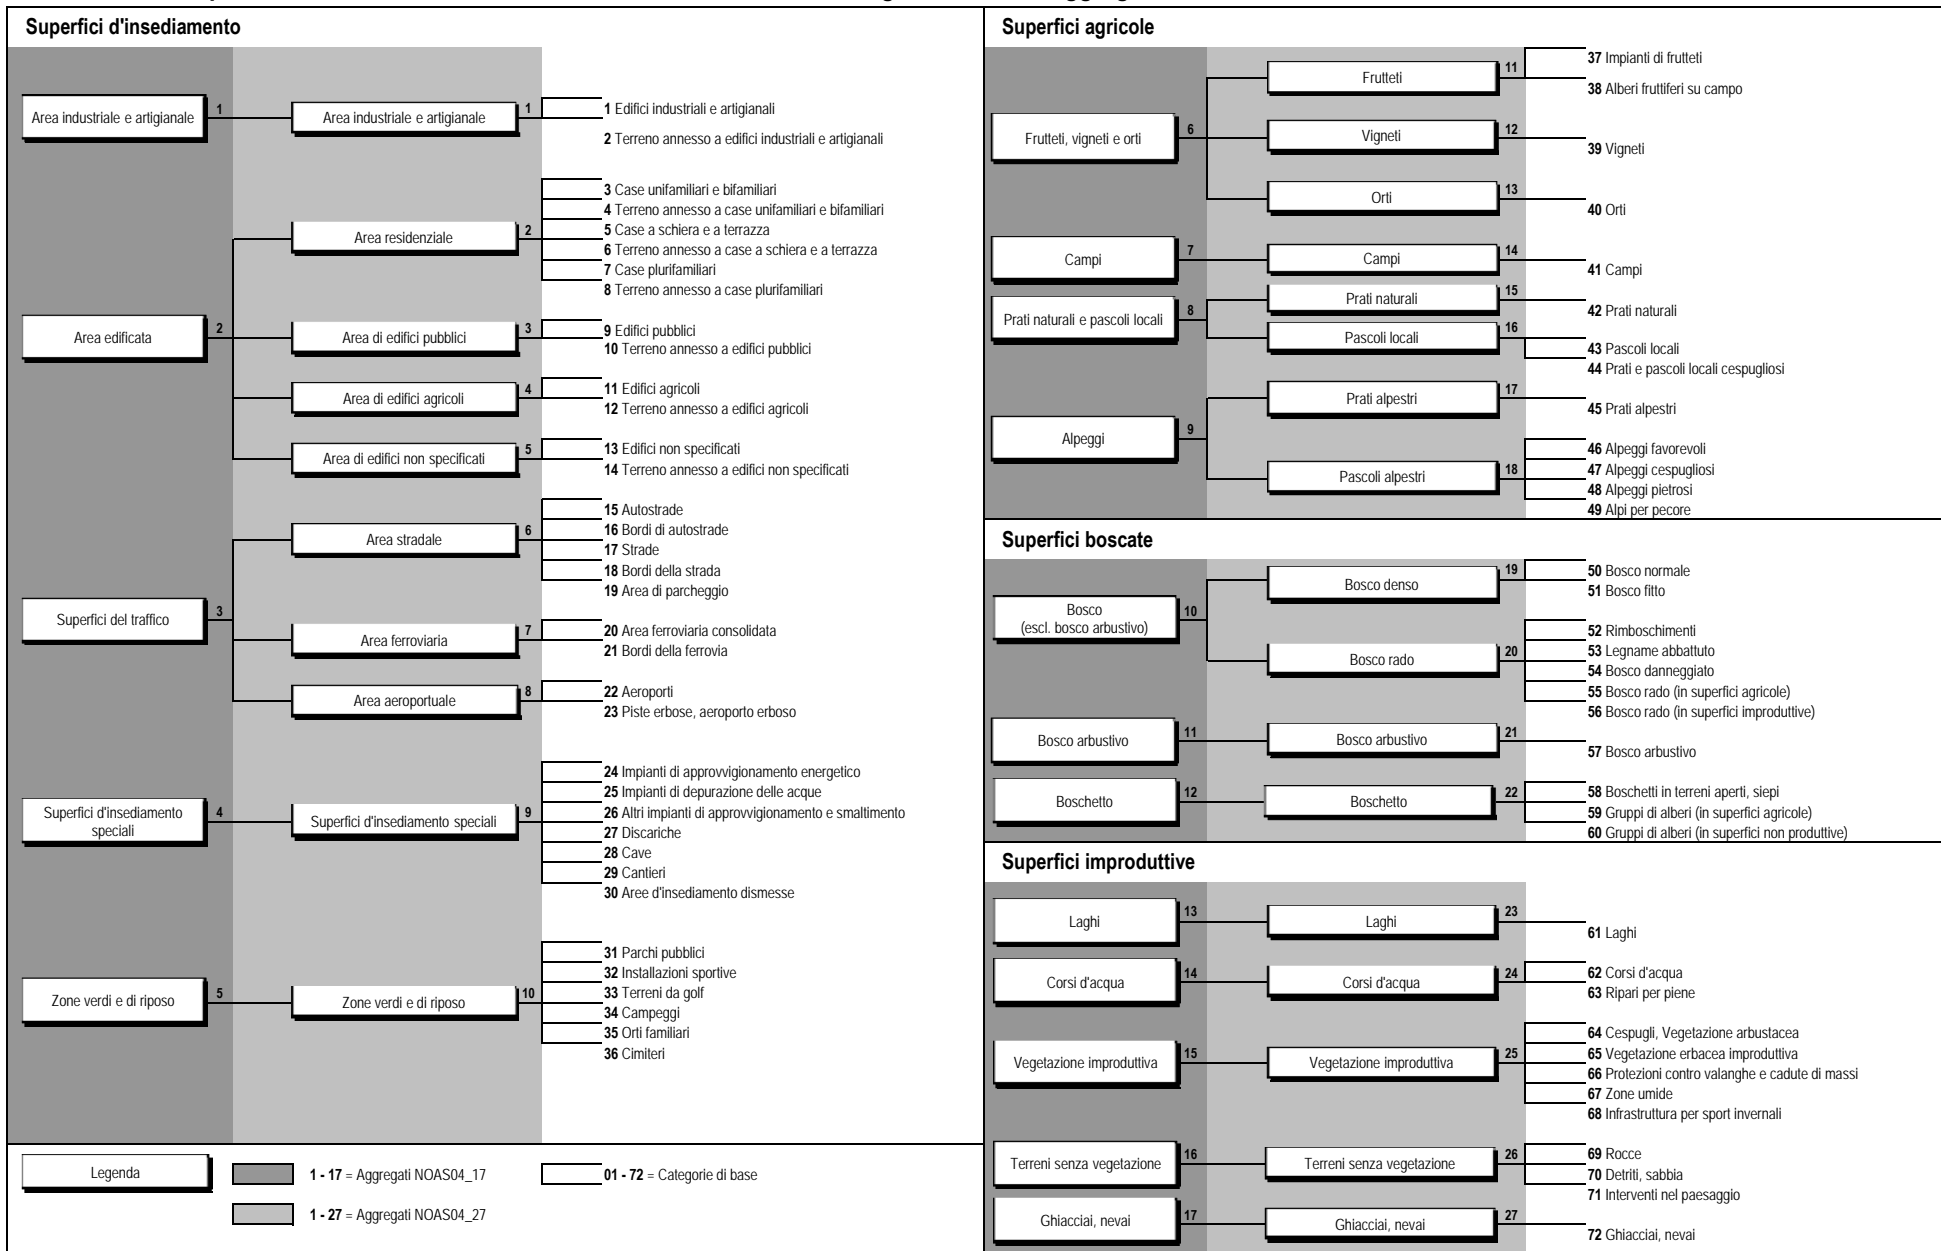 Superfici d'insediamento
Area industriale e artigianale 1
Area industriale e artigianale 1
1 Edifici industriali e artigianali
2 Terreno annesso a edifici industriali e artigianali
Area edificata 2
Area residenziale 2
3 Case unifamiliari e bifamiliari
4 Terreno annesso a case unifamiliari e bifamiliari
5 Case a schiera e a terrazza
6 Terreno annesso a case a schiera e a terrazza
7 Case plurifamiliari
8 Terreno annesso a case plurifamiliari
Area di edifici pubblici 3
9 Edifici pubblici
10 Terreno annesso a edifici pubblici
Area di edifici agricoli 4
11 Edifici agricoli
12 Terreno annesso a edifici agricoli
Area di edifici non specificati 5
13 Edifici non specificati
14 Terreno annesso a edifici non specificati
Superfici del traffico 3
Area stradale 6
15 Autostrade
16 Bordi di autostrade
17 Strade
18 Bordi della strada
19 Area di parcheggio
Area ferroviaria 7
20 Area ferroviaria consolidata
21 Bordi della ferrovia
Area aeroportuale 8
22 Aeroporti
23 Piste erbose, aeroporto erboso
Superfici d'insediamento
speciali 4
Superfici d'insediamento speciali 9
24 Impianti di approvvigionamento energetico
25 Impianti di depurazione delle acque
26 Altri impianti di approvvigionamento e smaltimento
27 Discariche
28 Cave
29 Cantieri
30 Aree d'insediamento dismesse
Zone verdi e di riposo 5
Zone verdi e di riposo 10
31 Parchi pubblici
32 Installazioni sportive
33 Terreni da golf
34 Campeggi
35 Orti familiari
36 Cimiteri
Legenda
1 - 17 = Aggregati NOAS04_17
1 - 27 = Aggregati NOAS04_27
01 - 72 = Categorie di base
Superfici agricole
Frutteti, vigneti e orti 6
Frutteti 11
37 Impianti di frutteti
38 Alberi fruttiferi su campo
Vigneti 12
39 Vigneti
Orti 13
40 Orti
Campi 7
Campi 14
41 Campi
Prati naturali e pascoli locali 8
Prati naturali 15
42 Prati naturali
Pascoli locali 16
43 Pascoli locali
44 Prati e pascoli locali cespugliosi
Alpeggi 9
Prati alpestri 17
45 Prati alpestri
Pascoli alpestri 18
46 Alpeggi favorevoli
47 Alpeggi cespugliosi
48 Alpeggi pietrosi
49 Alpi per pecore
Superfici boscate
Bosco
(escl. bosco arbustivo) 10
Bosco denso 19
50 Bosco normale
51 Bosco fitto
Bosco rado 20
52 Rimboschimenti
53 Legname abbattuto
54 Bosco danneggiato
55 Bosco rado (in superfici agricole)
56 Bosco rado (in superfici improduttive)
Bosco arbustivo 11
Bosco arbustivo 21
57 Bosco arbustivo
Boschetto 12
Boschetto 22
58 Boschetti in terreni aperti, siepi
59 Gruppi di alberi (in superfici agricole)
60 Gruppi di alberi (in superfici non produttive)
Superfici improduttive
Laghi 13
Laghi 23
61 Laghi
Corsi d'acqua 14
Corsi d'acqua 24
62 Corsi d'acqua
63 Ripari per piene
Vegetazione improduttiva 15
Vegetazione improduttiva 25
64 Cespugli, Vegetazione arbustacea
65 Vegetazione erbacea improduttiva
66 Protezioni contro valanghe e cadute di massi
67 Zone umide
68 Infrastruttura per sport invernali
Terreni senza vegetazione 16
Terreni senza vegetazione 26
69 Rocce
70 Detriti, sabbia
71 Interventi nel paesaggio
Ghiacciai, nevai 17
Ghiacciai, nevai 27
72 Ghiacciai, nevai